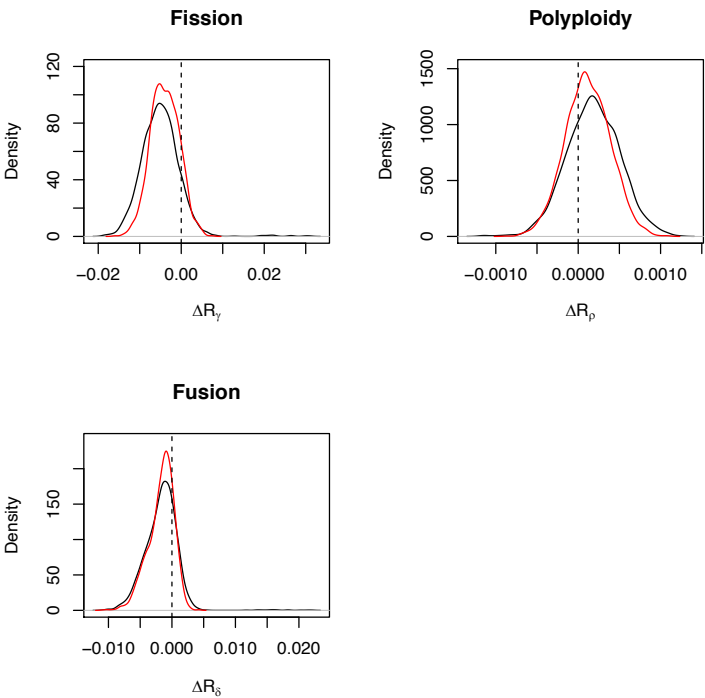 Fission
Density
0 40 80 120
−0.02 0.00 0.02
ΔRγ
Polyploidy
Density
0 500 1000 1500
−0.0010 0.0000 0.0010
ΔRρ
Fusion
Density
0 50 150
−0.010 0.000 0.010 0.020
ΔRδ